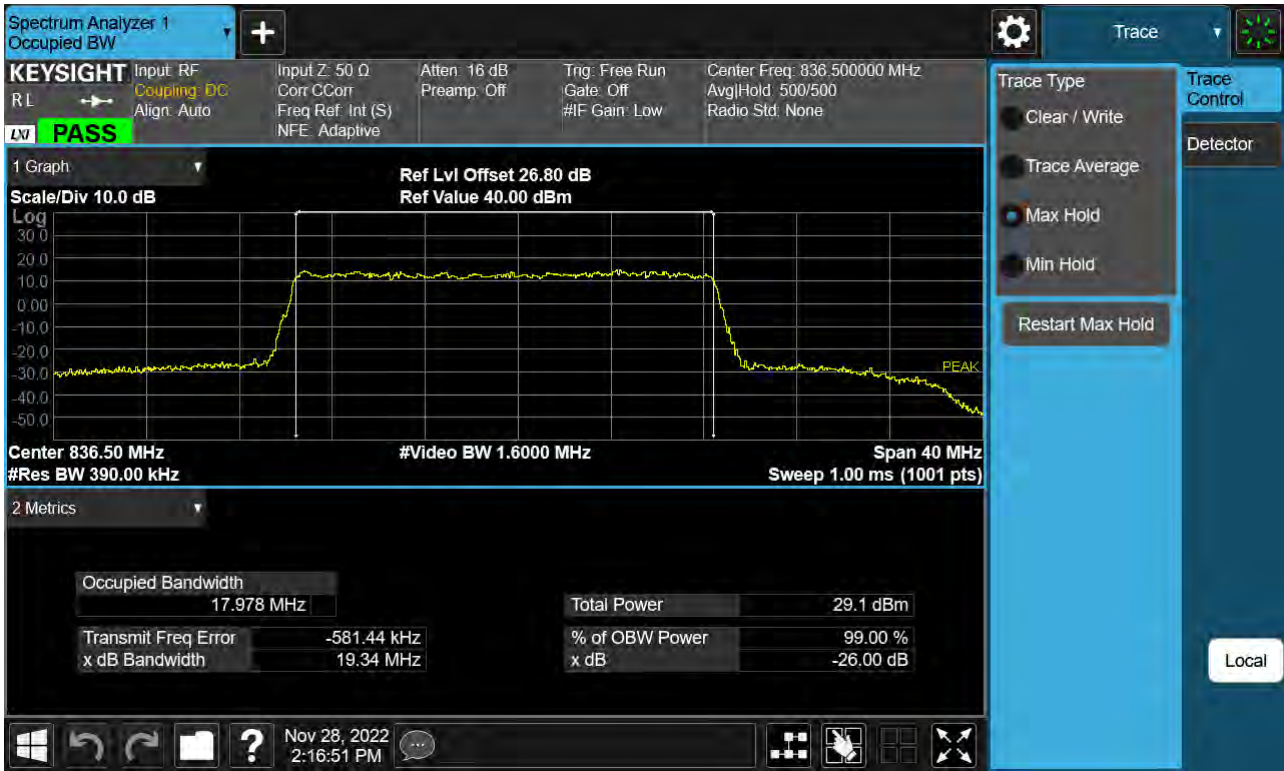 Spectrum Analyzer 1
Occupied BW
+
Trace
KEYSIGHT
RL
LXI
PASS
Input: RF
Coupling: DC
Align: Auto
Input Z: 50 Ω
Corr CCorr
Freq Ref: Int (S)
NFE: Adaptive
Atten: 16 dB
Preamp: Off
Trig: Free Run
Gate: Off
#IF Gain: Low
Center Freq: 836.500000 MHz
Avg|Hold: 500/500
Radio Std: None
1 Graph
Scale/Div 10.0 dB
Ref Lvl Offset 26.80 dB
Ref Value 40.00 dBm
Log
30.0
20.0
10.0
0.00
-10.0
-20.0
-30.0
-40.0
-50.0
PEAK
Center 836.50 MHz
#Video BW 1.6000 MHz
Span 40 MHz
#Res BW 390.00 kHz
Sweep 1.00 ms (1001 pts)
2 Metrics
Occupied Bandwidth
17.978 MHz
Total Power 29.1 dBm
Transmit Freq Error -581.44 kHz
% of OBW Power 99.00 %
x dB Bandwidth 19.34 MHz
x dB -26.00 dB
Trace Type
Clear / Write
Trace Average
Max Hold
Min Hold
Restart Max Hold
Trace
Control
Detector
Local
?
Nov 28, 2022
2:16:51 PM